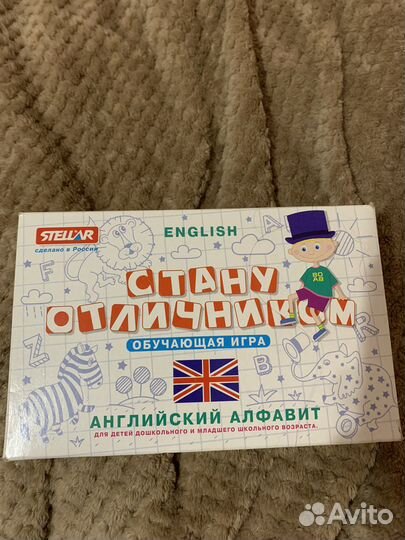 STELLAR
сделано в России
ENGLISH
СТАНУ
ОТЛИЧНИКОМ
ОБУЧАЮЩАЯ ИГРА
АНГЛИЙСКИЙ АЛФАВИТ
ДЛЯ ДЕТЕЙ ДОШКОЛЬНОГО И МЛАДШЕГО ШКОЛЬНОГО ВОЗРАСТА.
A
F
Z
B
R
Avito